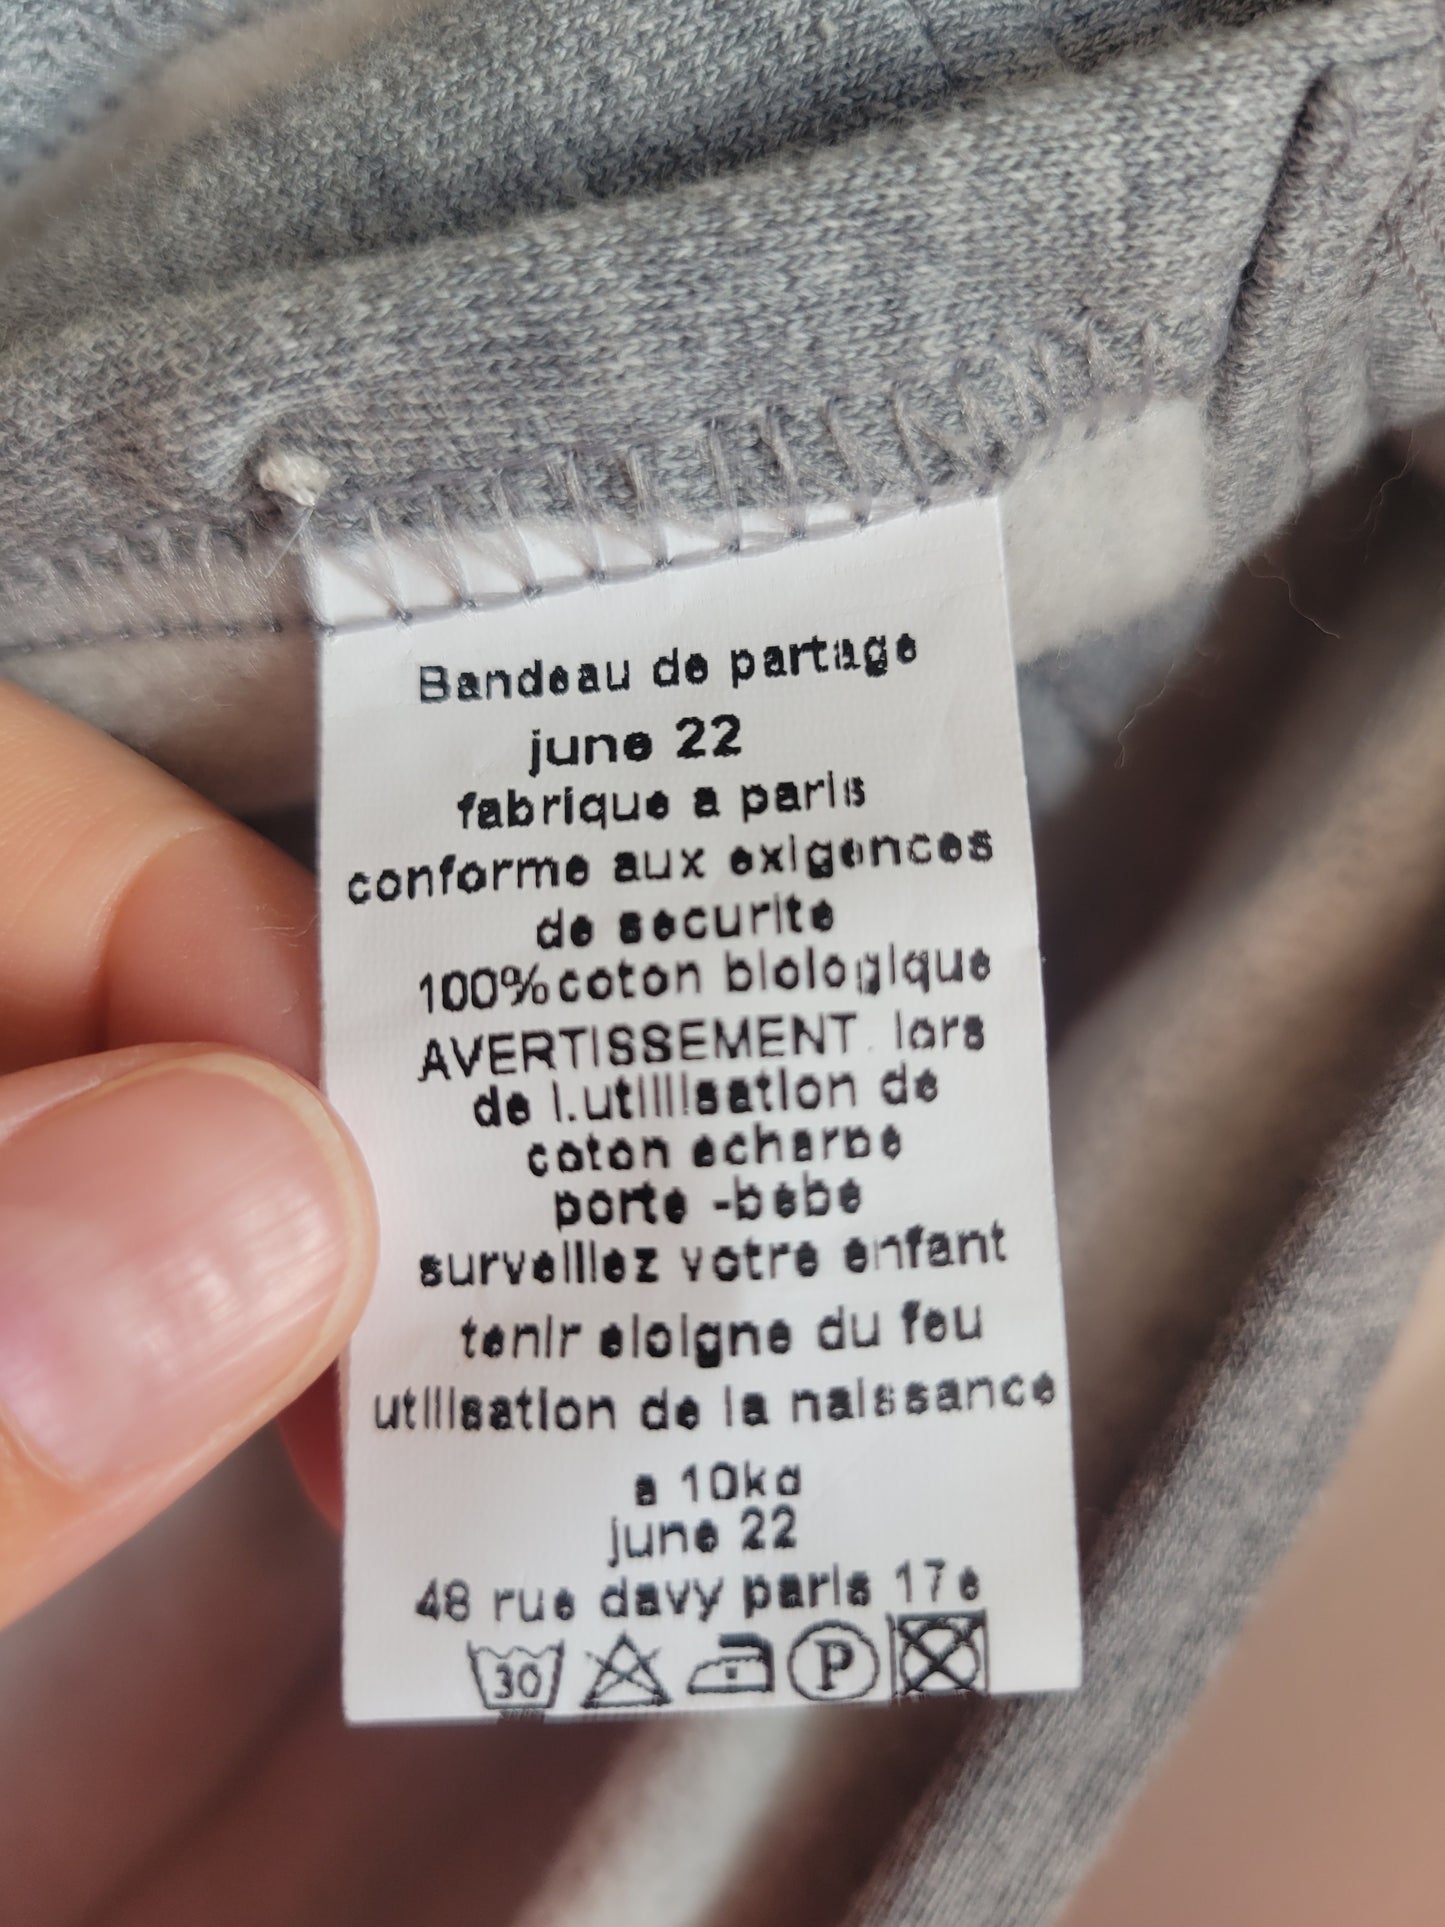 Bandeau de partage
june 22
fabrique a paris
conforme aux exigences
de securite
100%coton biologique
AVERTISSEMENT lors
de l.utilisation de
coton echarpe
porte -bebe
surveillez votre enfant
tenir eloigne du feu
utilisation de la naissance
a 10kg
june 22
48 rue davy paris 17e
30 P